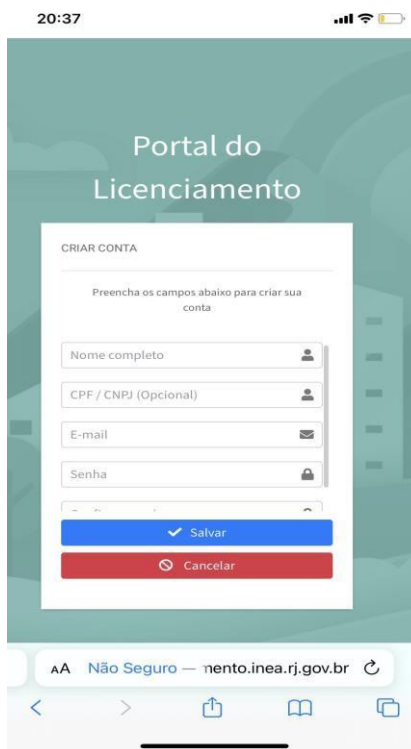 20:37
Portal do
Licenciamento
CRIAR CONTA
Preencha os campos abaixo para criar sua
conta
Nome completo
CPF / CNPJ (Opcional)
E-mail
Senha
Salvar
Cancelar
AA Não Seguro — mento.inea.rj.gov.br